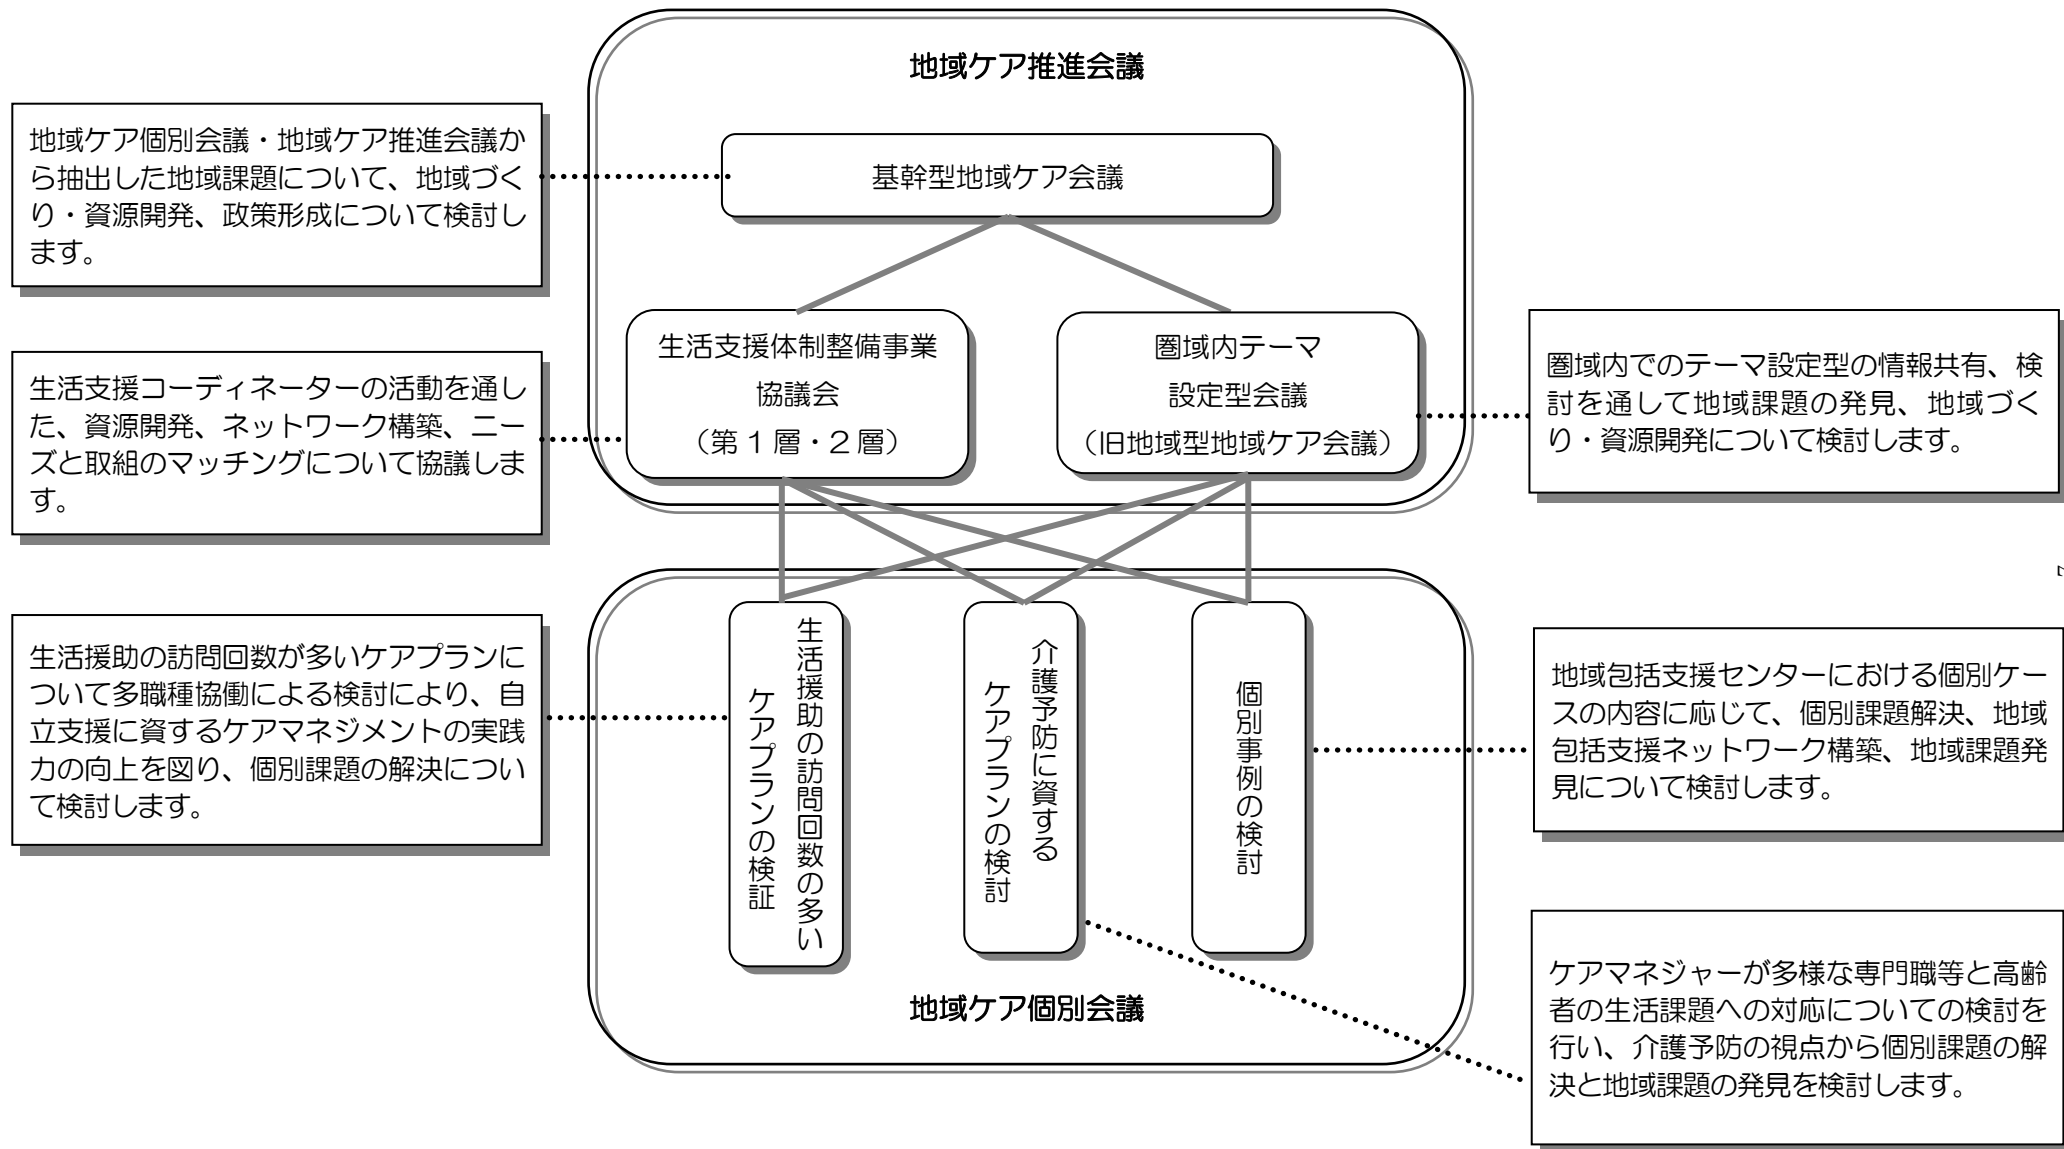 地域ケア推進会議
基幹型地域ケア会議
地域ケア個別会議・地域ケア推進会議か
ら抽出した地域課題について、地域づく
り・資源開発、政策形成について検討し
ます。
生活支援体制整備事業
協議会
（第１層・２層）
圏域内テーマ
設定型会議
（旧地域型地域ケア会議）
生活支援コーディネーターの活動を通し
た、資源開発、ネットワーク構築、ニー
ズと取組のマッチングについて協議しま
す。
圏域内でのテーマ設定型の情報共有、検
討を通して地域課題の発見、地域づく
り・資源開発について検討します。
生活援助の訪問回数が多いケアプランに
ついて多職種協働による検討により、自
立支援に資するケアマネジメントの実践
力の向上を図り、個別課題の解決につい
て検討します。
生活援助の訪問回数の多い
ケアプランの検証
介護予防に資する
ケアプランの検討
個別事例の検討
地域包括支援センターにおける個別ケー
スの内容に応じて、個別課題解決、地域
包括支援ネットワーク構築、地域課題発
見について検討します。
地域ケア個別会議
ケアマネジャーが多様な専門職等と高齢
者の生活課題への対応についての検討を
行い、介護予防の視点から個別課題の解
決と地域課題の発見を検討します。